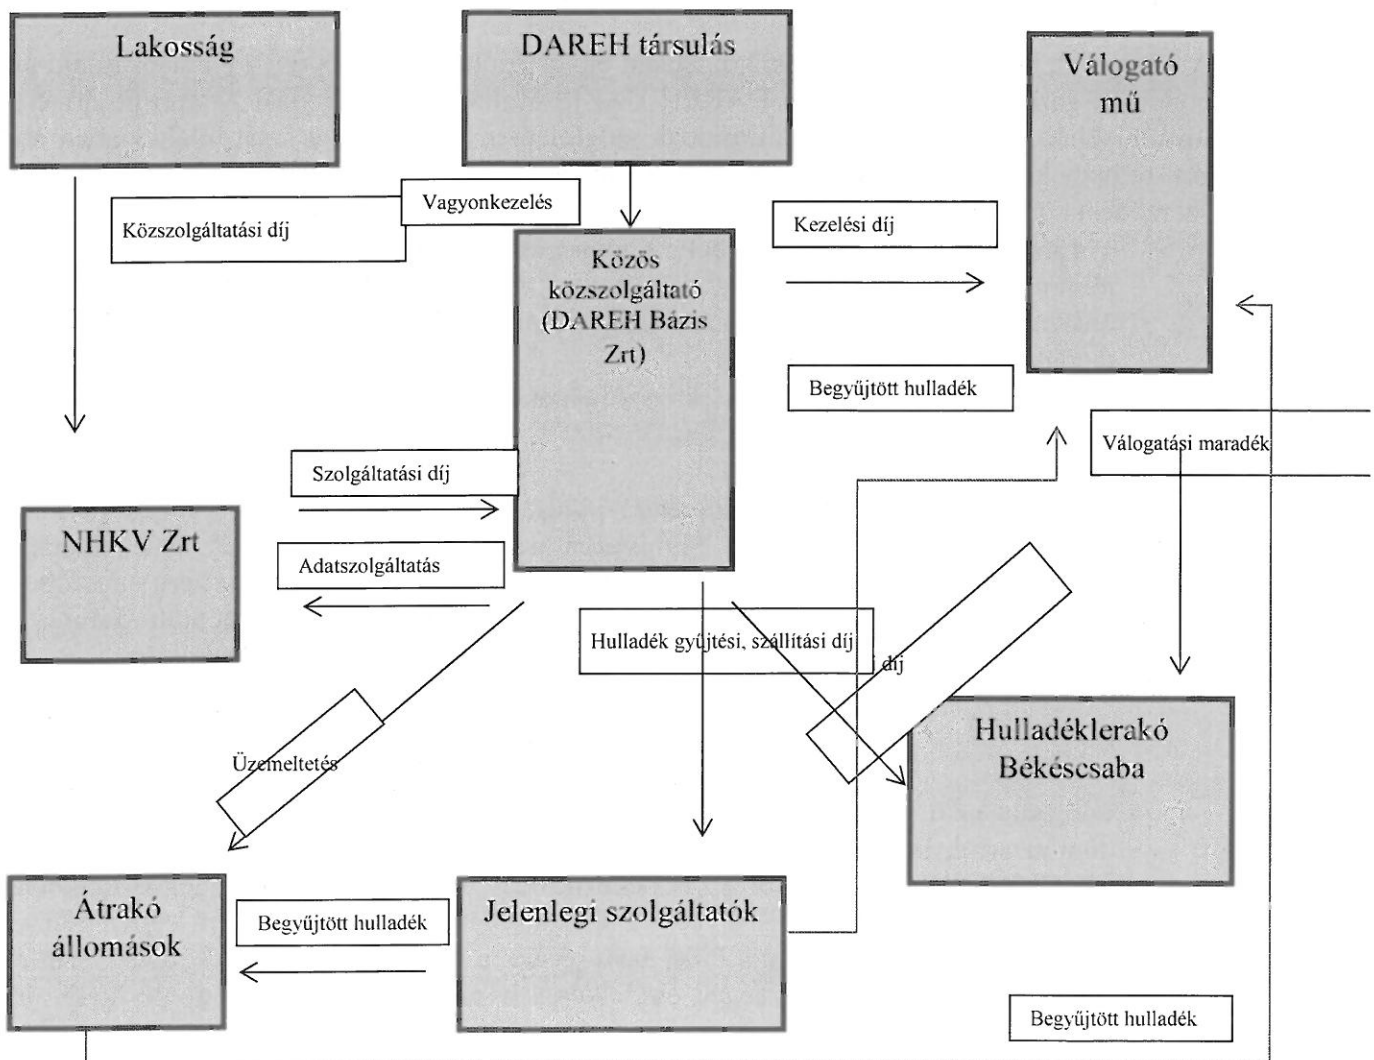 Lakosság
DAREH társulás
Válogató
mű
Vagyonkezelés
Közszolgáltatási díj
Kezelési díj
Közös
közszolgáltató
(DAREH Bázis
Zrt)
Begyűjtött hulladék
Válogatási maradék
Szolgáltatási díj
NHKV Zrt
Adatszolgáltatás
Hulladék gyűjtési, szállítási díj
díj
Üzemeltetés
Hulladéklerakó
Békéscsaba
Átrakó
állomások
Begyűjtött hulladék
Jelenlegi szolgáltatók
Begyűjtött hulladék